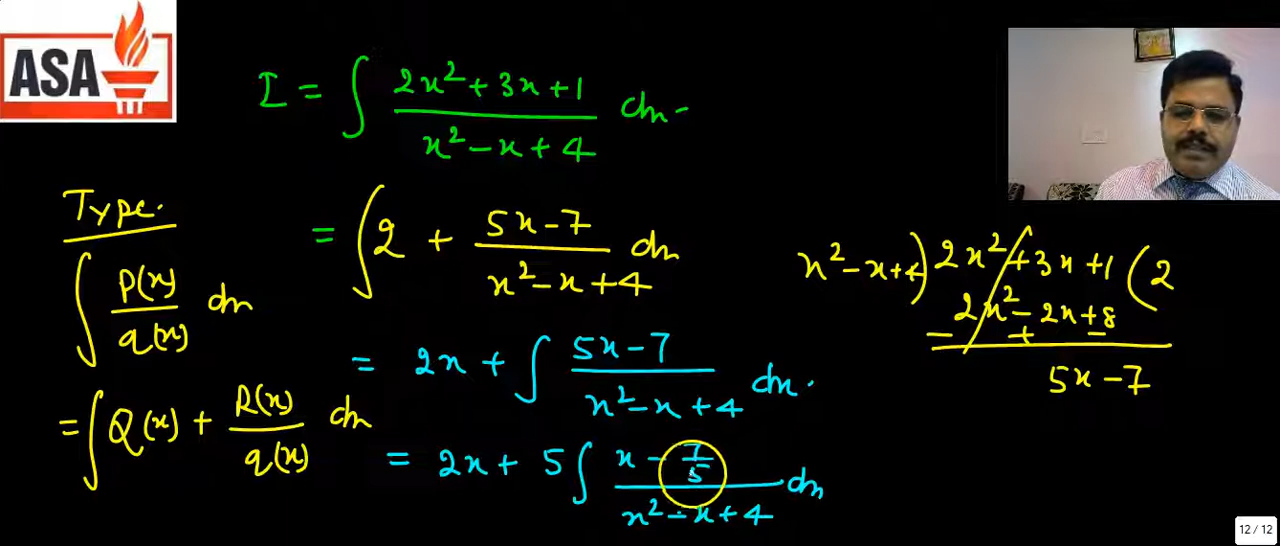 ASA
I = ∫ (2x² + 3x + 1)/(x² - x + 4) dx.
Type.
∫ p(x)/q(x) dx
= ∫ Q(x) + R(x)/q(x) dx
= ∫ 2 + (5x - 7)/(x² - x + 4) dx
= 2x + ∫ (5x - 7)/(x² - x + 4) dx.
= 2x + 5 ∫ (x - 7/5)/(x² - x + 4) dx
x² - x + 4 ) 2x² + 3x + 1 ( 2
2x² - 2x + 8
- + -
5x - 7
12 / 12